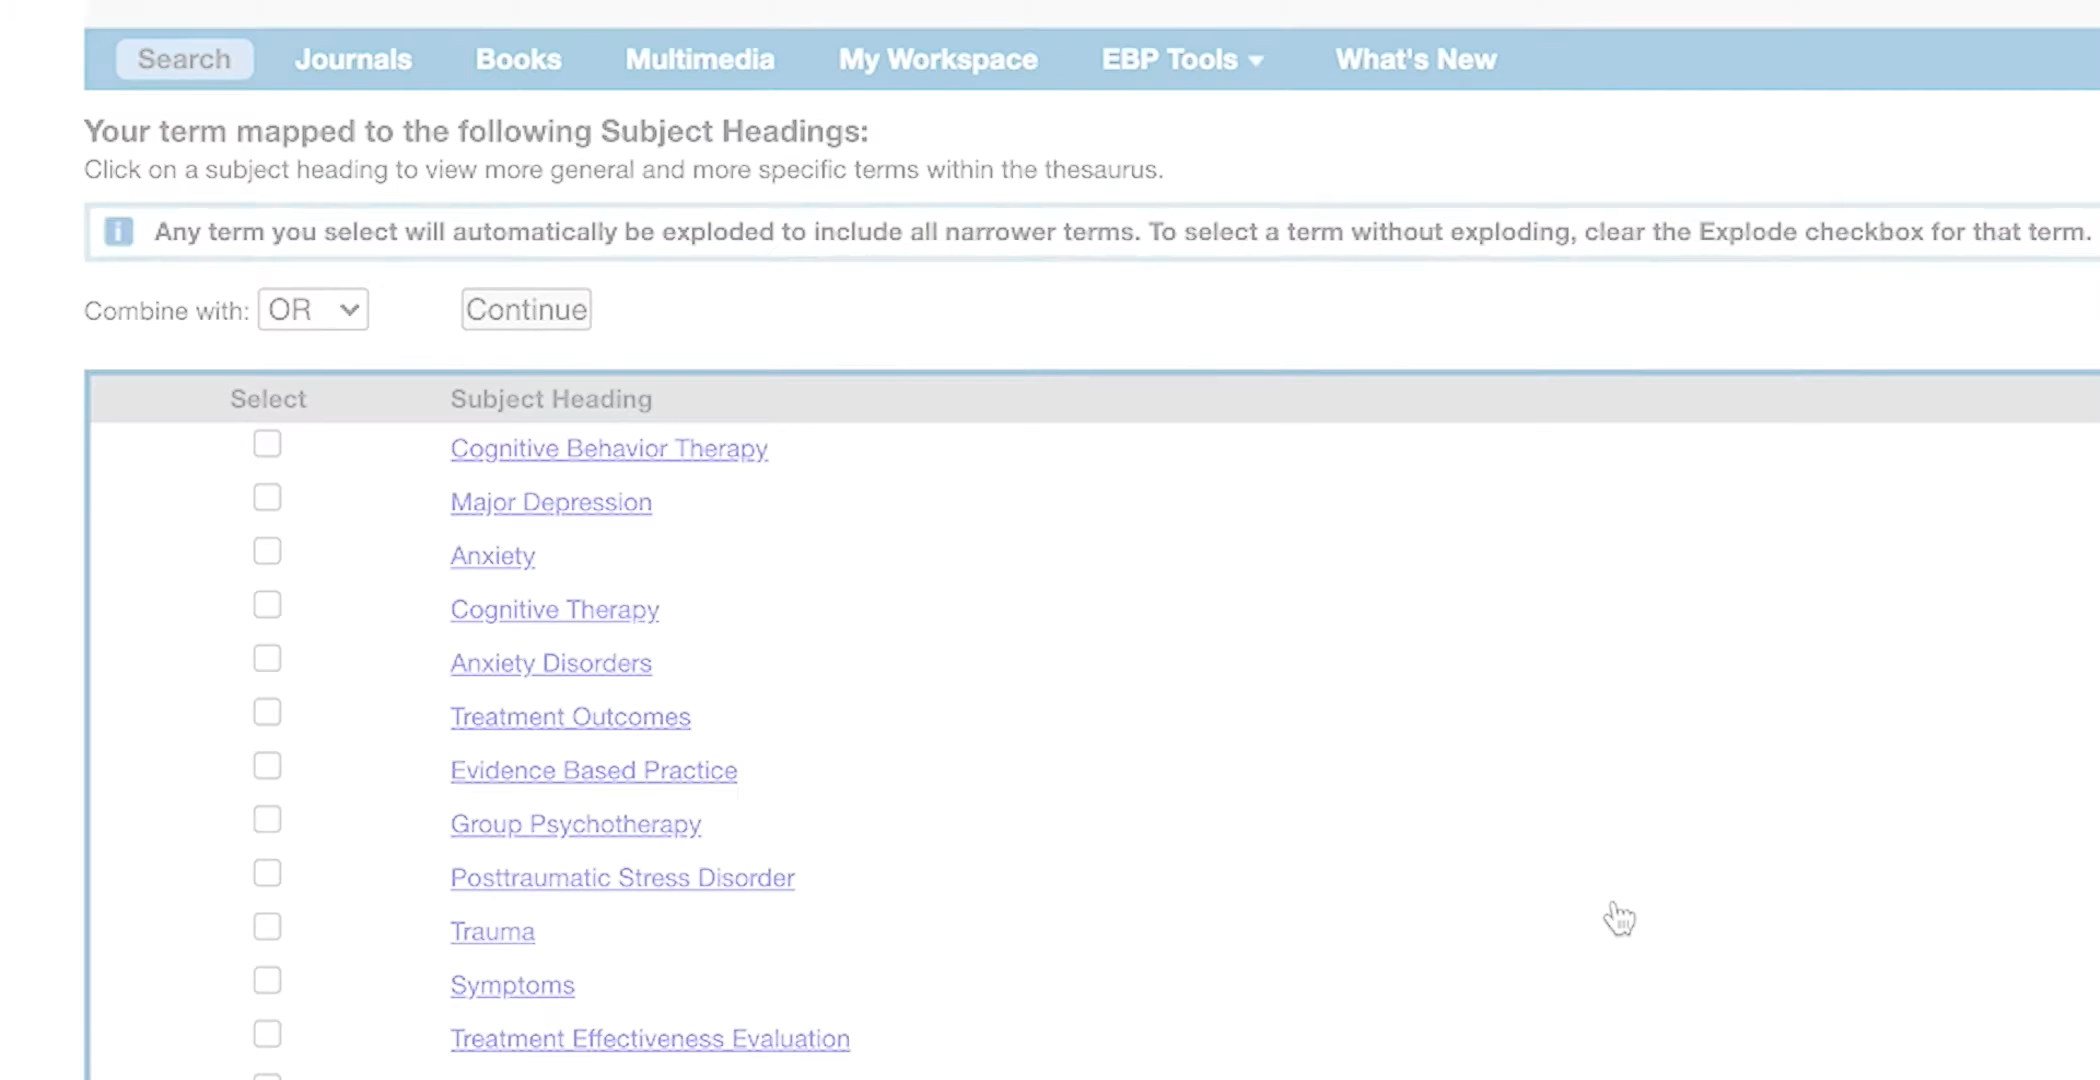 Search Journals Books Multimedia My Workspace EBP Tools What's New
Your term mapped to the following Subject Headings:
Click on a subject heading to view more general and more specific terms within the thesaurus.
i Any term you select will automatically be exploded to include all narrower terms. To select a term without exploding, clear the Explode checkbox for that term.
Combine with: OR Continue
Select Subject Heading
Cognitive Behavior Therapy
Major Depression
Anxiety
Cognitive Therapy
Anxiety Disorders
Treatment Outcomes
Evidence Based Practice
Group Psychotherapy
Posttraumatic Stress Disorder
Trauma
Symptoms
Treatment Effectiveness Evaluation